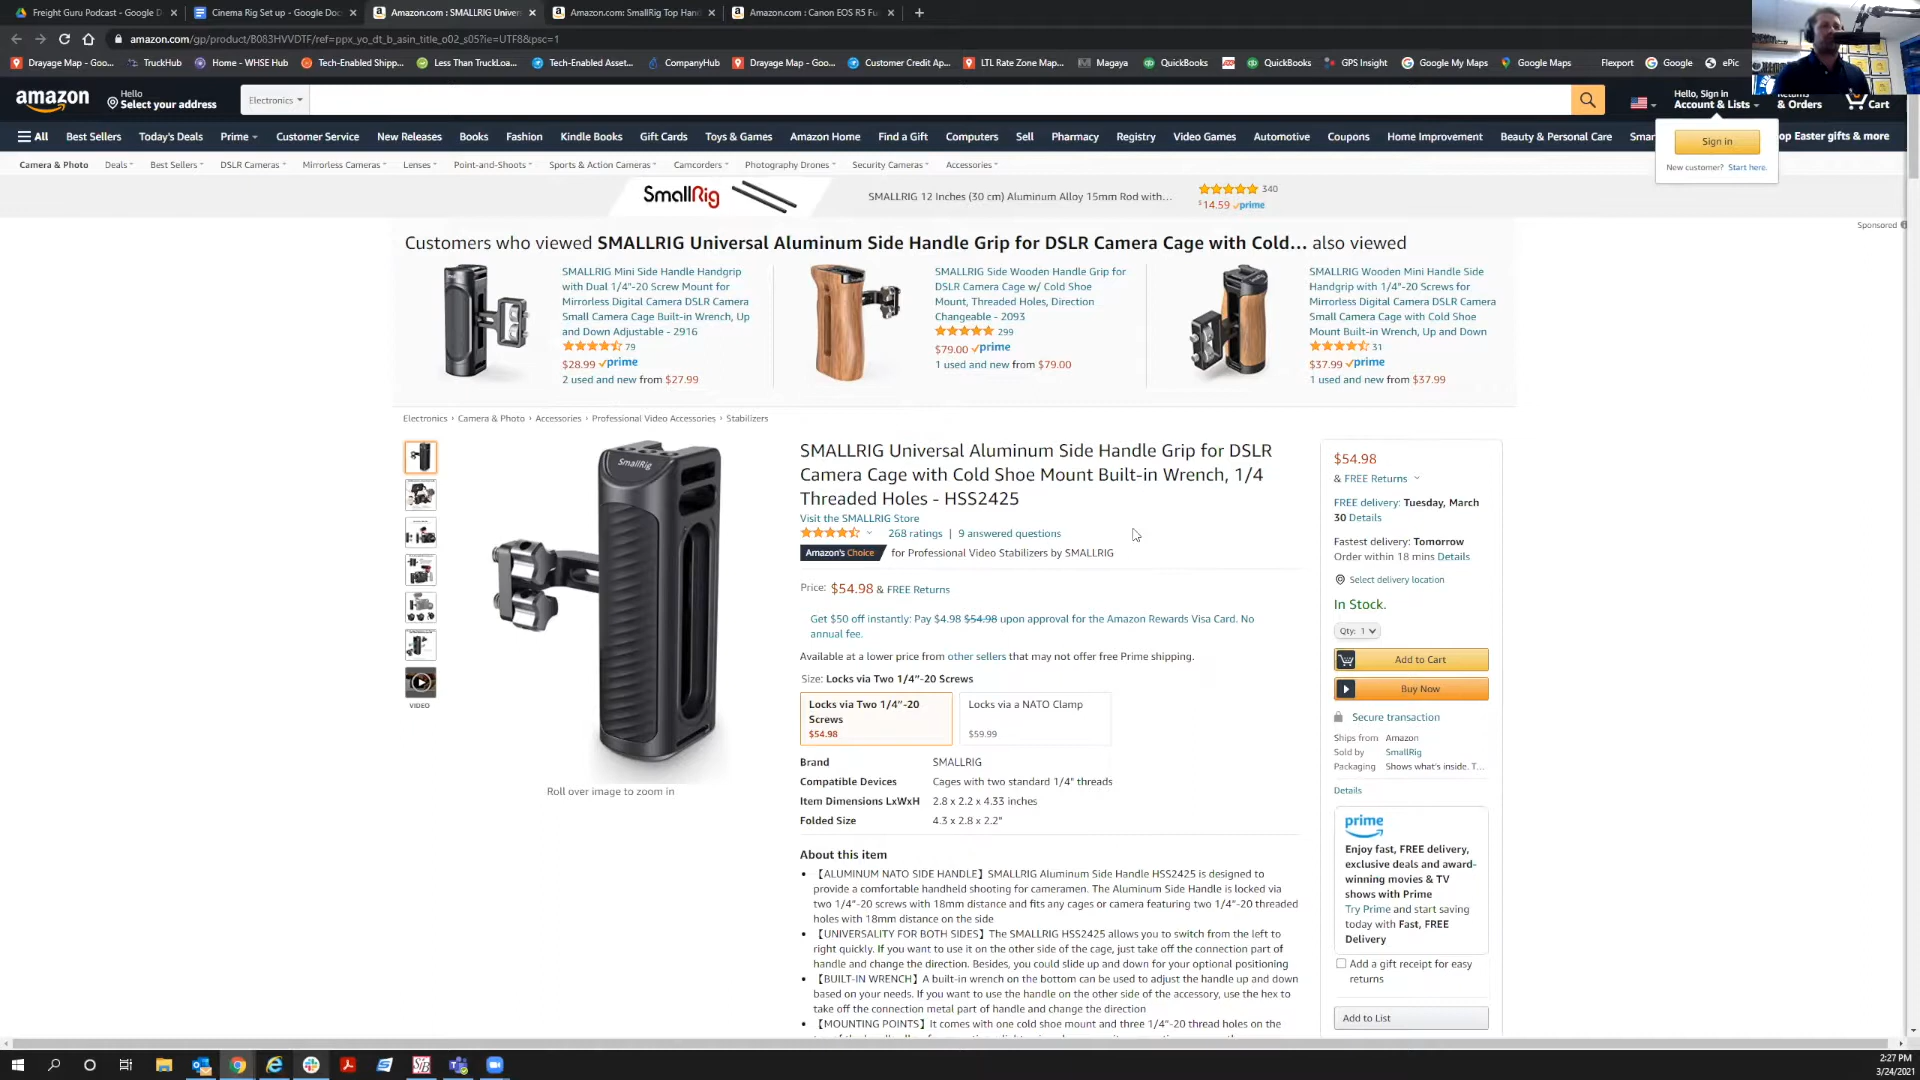 Freight Guru Podcast - Google D
Cinema Rig Set up - Google Doc
Amazon.com : SMALLRIG Univer
Amazon.com: SmallRig Top Han
Amazon.com : Canon EOS R5 Fu
amazon.com/gp/product/B083HVVDTF/ref=ppx_yo_dt_b_asin_title_o02_s05?ie=UTF8&psc=1
Drayage Map - Goo...
TruckHub
Home - WHSE Hub
Tech-Enabled Shipp...
Less Than TruckLoa...
Tech-Enabled Asset...
CompanyHub
Drayage Map - Goo...
Customer Credit Ap...
LTL Rate Zone Map...
Magaya
QuickBooks
QuickBooks
GPS Insight
Google My Maps
Google Maps
Flexport
Google
ePic
amazon
Hello
Select your address
Electronics
Hello, Sign in
Account & Lists
Returns
& Orders
Cart
All Best Sellers Today's Deals Prime Customer Service New Releases Books Fashion Kindle Books Gift Cards Toys & Games Amazon Home Find a Gift Computers Sell Pharmacy Registry Video Games Automotive Coupons Home Improvement Beauty & Personal Care Smar
op Easter gifts & more
Sign in
New customer? Start here.
Camera & Photo Deals Best Sellers DSLR Cameras Mirrorless Cameras Lenses Point-and-Shoots Sports & Action Cameras Camcorders Photography Drones Security Cameras Accessories
SmallRig
SMALLRIG 12 Inches (30 cm) Aluminum Alloy 15mm Rod with...
340
$14.59 prime
Sponsored
Customers who viewed SMALLRIG Universal Aluminum Side Handle Grip for DSLR Camera Cage with Cold... also viewed
SMALLRIG Mini Side Handle Handgrip
with Dual 1/4"-20 Screw Mount for
Mirrorless Digital Camera DSLR Camera
Small Camera Cage Built-in Wrench, Up
and Down Adjustable - 2916
79
$28.99 prime
2 used and new from $27.99
SMALLRIG Side Wooden Handle Grip for
DSLR Camera Cage w/ Cold Shoe
Mount, Threaded Holes, Direction
Changeable - 2093
299
$79.00 prime
1 used and new from $79.00
SMALLRIG Wooden Mini Handle Side
Handgrip with 1/4"-20 Screws for
Mirrorless Digital Camera DSLR Camera
Small Camera Cage with Cold Shoe
Mount Built-in Wrench, Up and Down
31
$37.99 prime
1 used and new from $37.99
Electronics › Camera & Photo › Accessories › Professional Video Accessories › Stabilizers
SmallRig
VIDEO
Roll over image to zoom in
SMALLRIG Universal Aluminum Side Handle Grip for DSLR
Camera Cage with Cold Shoe Mount Built-in Wrench, 1/4
Threaded Holes - HSS2425
Visit the SMALLRIG Store
268 ratings | 9 answered questions
Amazon's Choice for Professional Video Stabilizers by SMALLRIG
Price: $54.98 & FREE Returns
Get $50 off instantly: Pay $4.98 $54.98 upon approval for the Amazon Rewards Visa Card. No
annual fee.
Available at a lower price from other sellers that may not offer free Prime shipping.
Size: Locks via Two 1/4"-20 Screws
Locks via Two 1/4"-20
Screws
$54.98
Locks via a NATO Clamp
$59.99
Brand SMALLRIG
Compatible Devices Cages with two standard 1/4" threads
Item Dimensions LxWxH 2.8 x 2.2 x 4.33 inches
Folded Size 4.3 x 2.8 x 2.2"
About this item
• 【ALUMINUM NATO SIDE HANDLE】SMALLRIG Aluminum Side Handle HSS2425 is designed to
provide a comfortable handheld shooting for cameramen. The Aluminum Side Handle is locked via
two 1/4"-20 screws with 18mm distance and fits any cages or camera featuring two 1/4"-20 threaded
holes with 18mm distance on the side
• 【UNIVERSALITY FOR BOTH SIDES】The SMALLRIG HSS2425 allows you to switch from the left to
right quickly. If you want to use it on the other side of the cage, just take off the connection part of
handle and change the direction. Besides, you could slide up and down for your optional positioning
• 【BUILT-IN WRENCH】A built-in wrench on the bottom can be used to adjust the handle up and down
based on your needs. If you want to use the handle on the other side of the accessory, use the hex to
take off the connection metal part of handle and change the direction
• 【MOUNTING POINTS】It comes with one cold shoe mount and three 1/4"-20 thread holes on the
$54.98
& FREE Returns
FREE delivery: Tuesday, March
30 Details
Fastest delivery: Tomorrow
Order within 18 mins Details
Select delivery location
In Stock.
Qty: 1
Add to Cart
Buy Now
Secure transaction
Ships from Amazon
Sold by SmallRig
Packaging Shows what's inside. T...
Details
prime
Enjoy fast, FREE delivery,
exclusive deals and award-
winning movies & TV
shows with Prime
Try Prime and start saving
today with Fast, FREE
Delivery
Add a gift receipt for easy
returns
Add to List
2:27 PM
3/24/2021